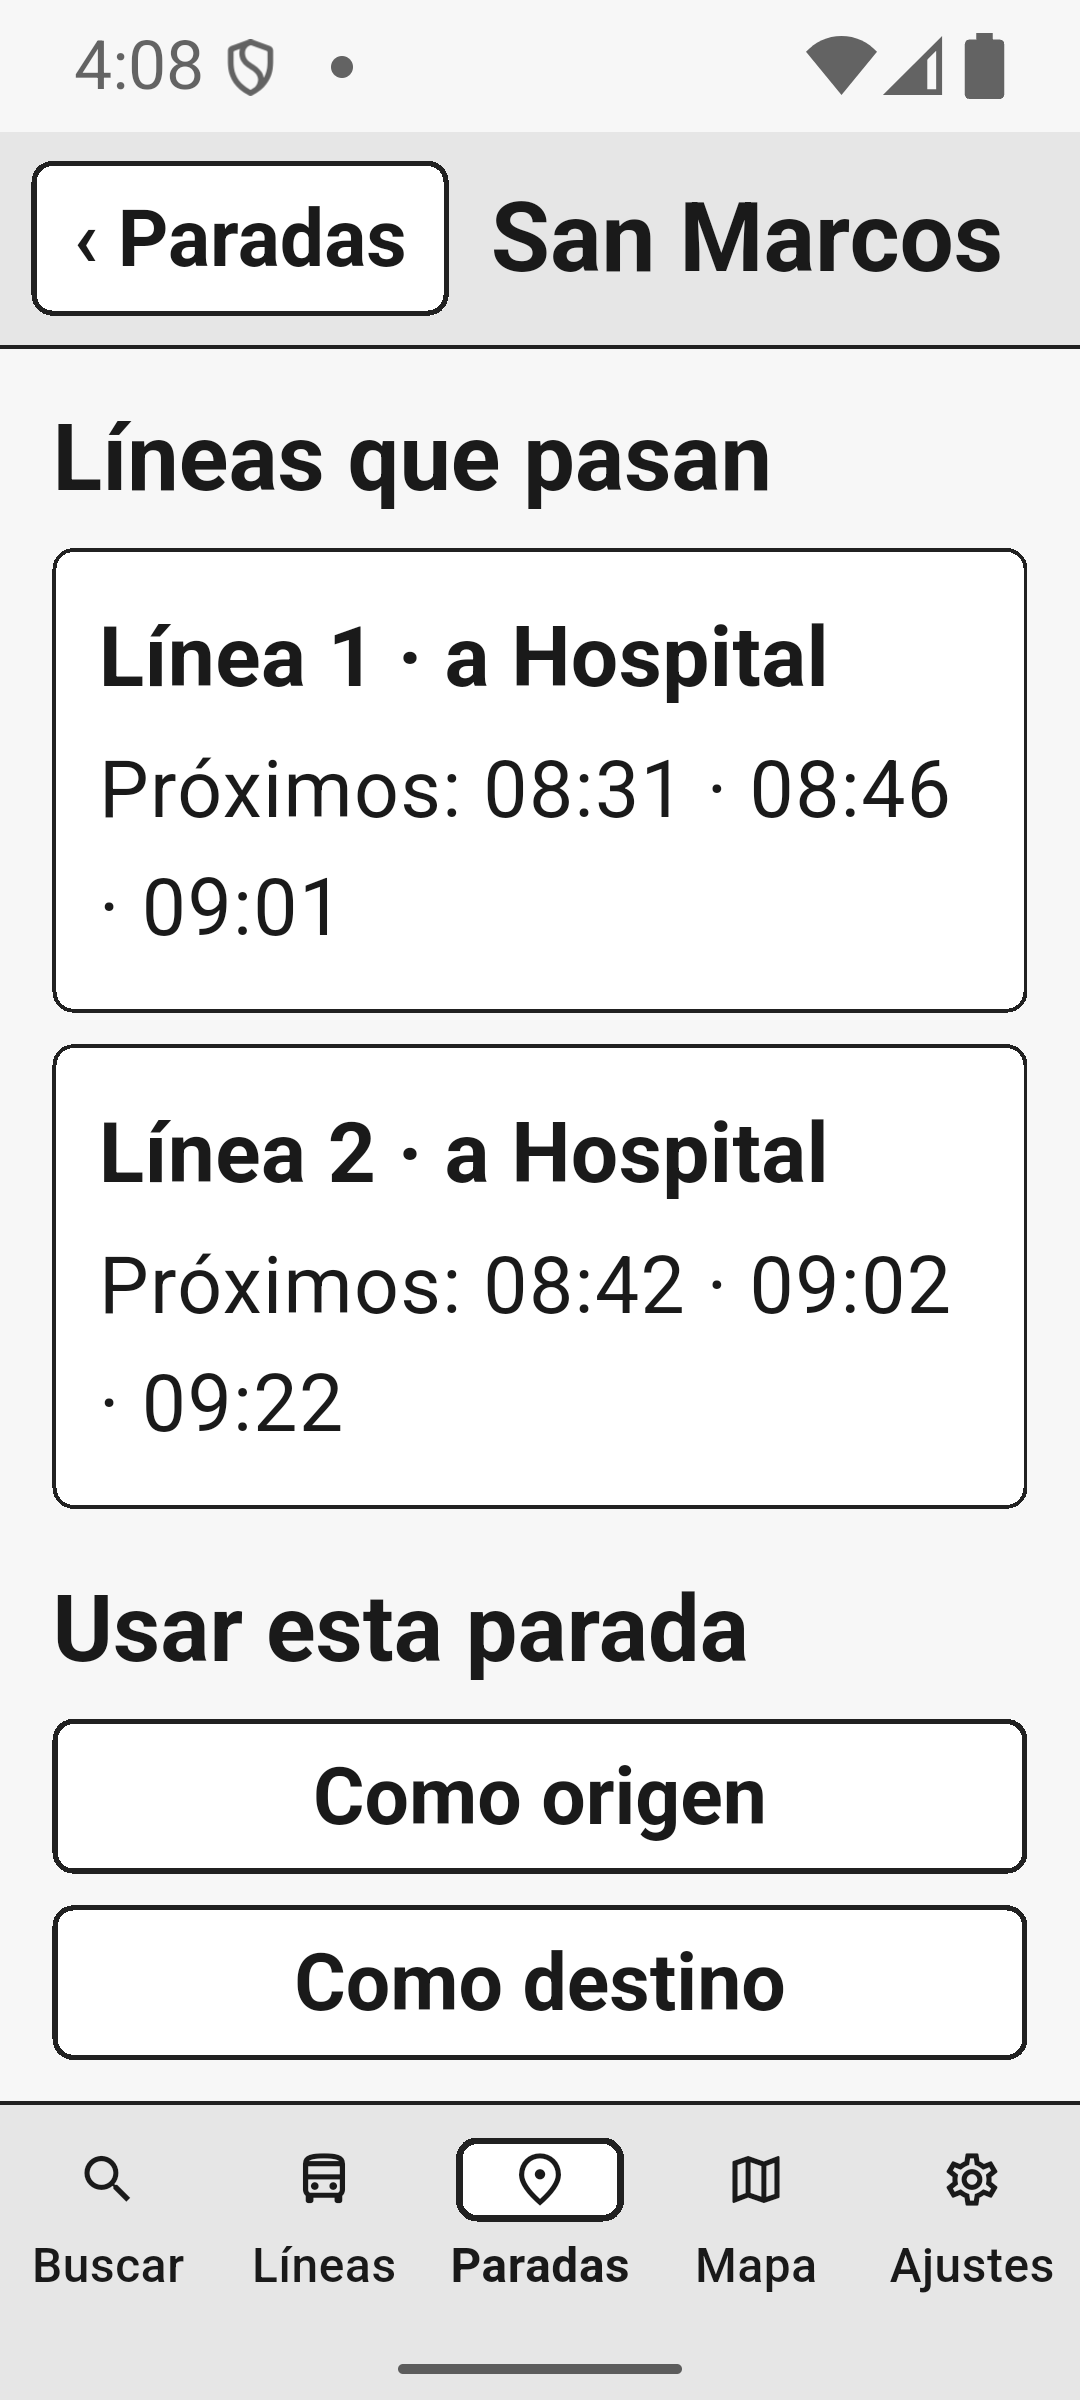 4:08
‹ Paradas
San Marcos
Líneas que pasan
Línea 1 · a Hospital
Próximos: 08:31 · 08:46
· 09:01
Línea 2 · a Hospital
Próximos: 08:42 · 09:02
· 09:22
Usar esta parada
Como origen
Como destino
Buscar
Líneas
Paradas
Mapa
Ajustes